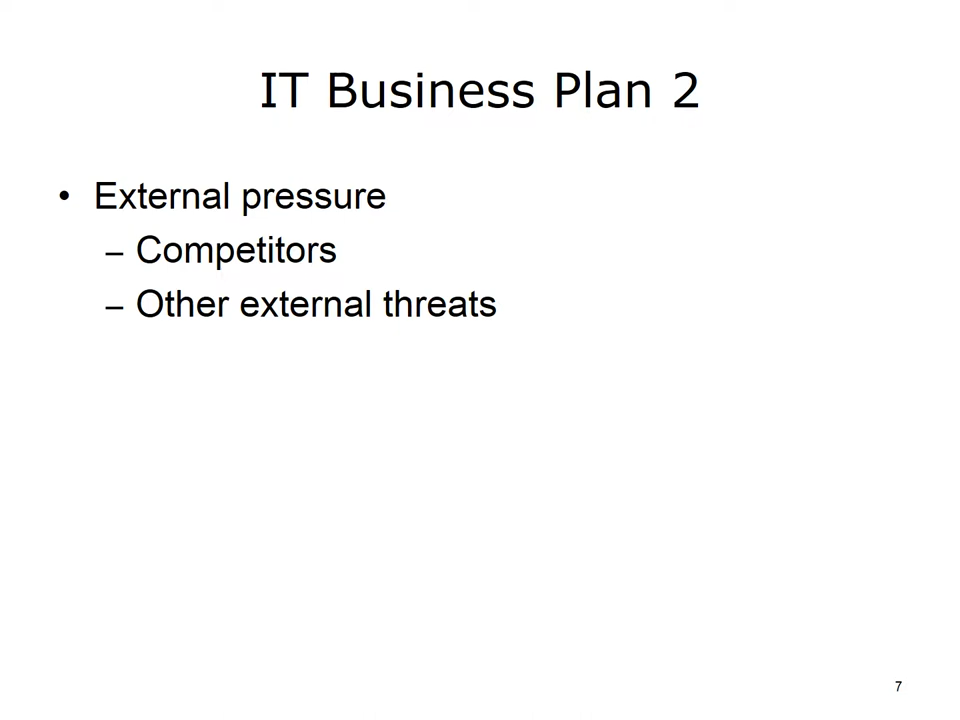 IT Business Plan 2
• External pressure
– Competitors
– Other external threats
7